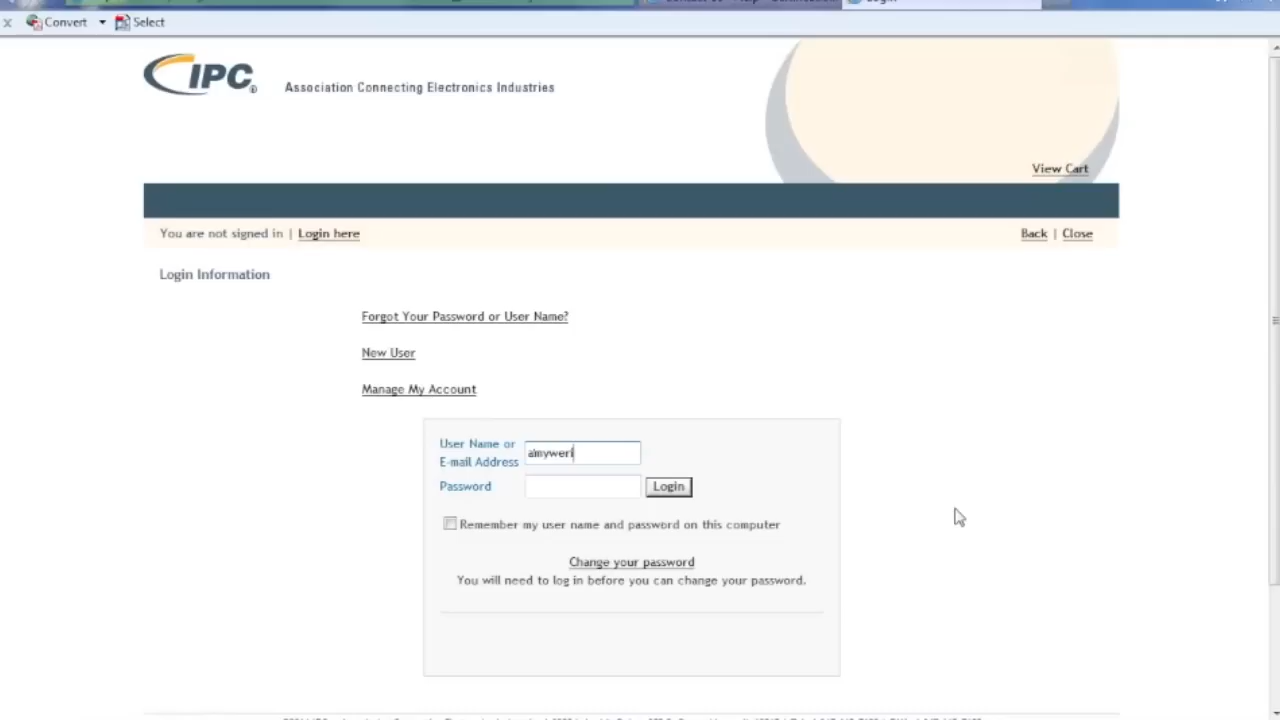 Convert
Select
IPC
Association Connecting Electronics Industries
View Cart
You are not signed in | Login here
Back | Close
Login Information
Forgot Your Password or User Name?
New User
Manage My Account
User Name or
E-mail Address
amyweri
Password
Login
Remember my user name and password on this computer
Change your password
You will need to log in before you can change your password.